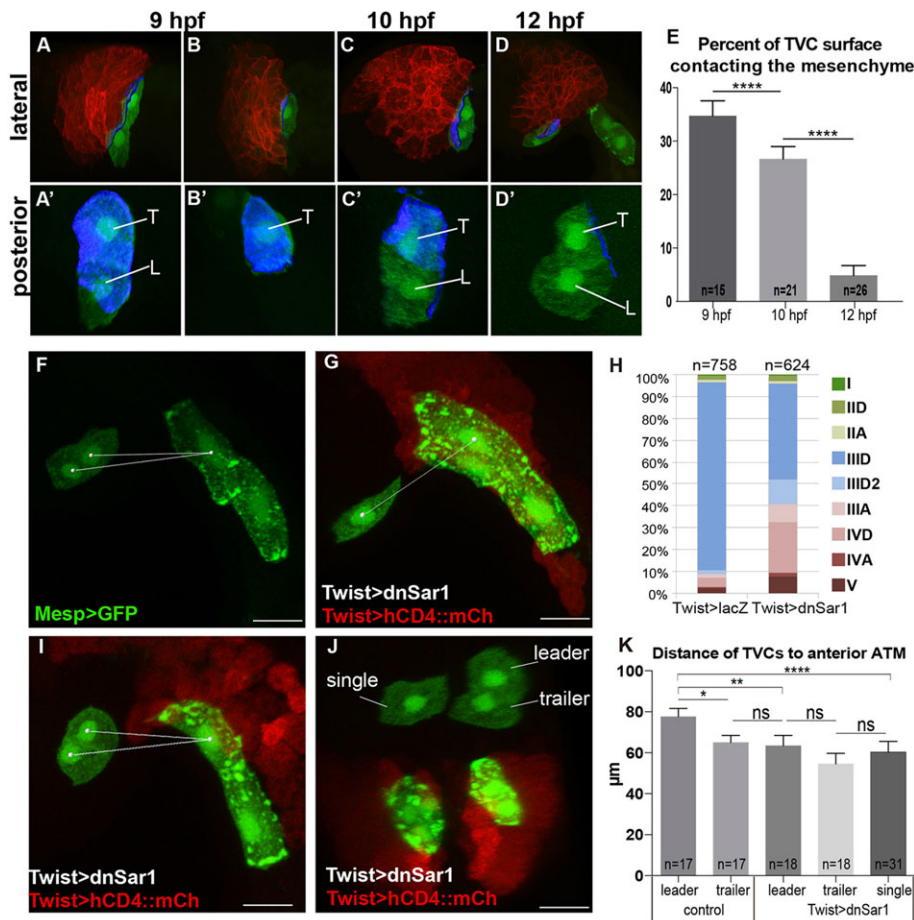 9 hpf
10 hpf
12 hpf
lateral
A
B
C
D
posterior
A'
T
L
B'
T
C'
T
L
D'
T
L
E
Percent of TVC surface
contacting the mesenchyme
****
****
40
30
20
10
0
n=15
n=21
n=26
9 hpf
10 hpf
12 hpf
F
Mesp>GFP
G
Twist>dnSar1
Twist>hCD4::mCh
H
n=758
n=624
100%
90%
80%
70%
60%
50%
40%
30%
20%
10%
0%
Twist>lacZ
Twist>dnSar1
I
IID
IIA
IIID
IIID2
IIIA
IVD
IVA
V
I
Twist>dnSar1
Twist>hCD4::mCh
J
single
leader
trailer
Twist>dnSar1
Twist>hCD4::mCh
K
Distance of TVCs to anterior ATM
****
**
*
ns
ns
ns
100
80
60
40
20
0
µm
n=17
n=17
n=18
n=18
n=31
leader
trailer
leader
trailer
single
control
Twist>dnSar1